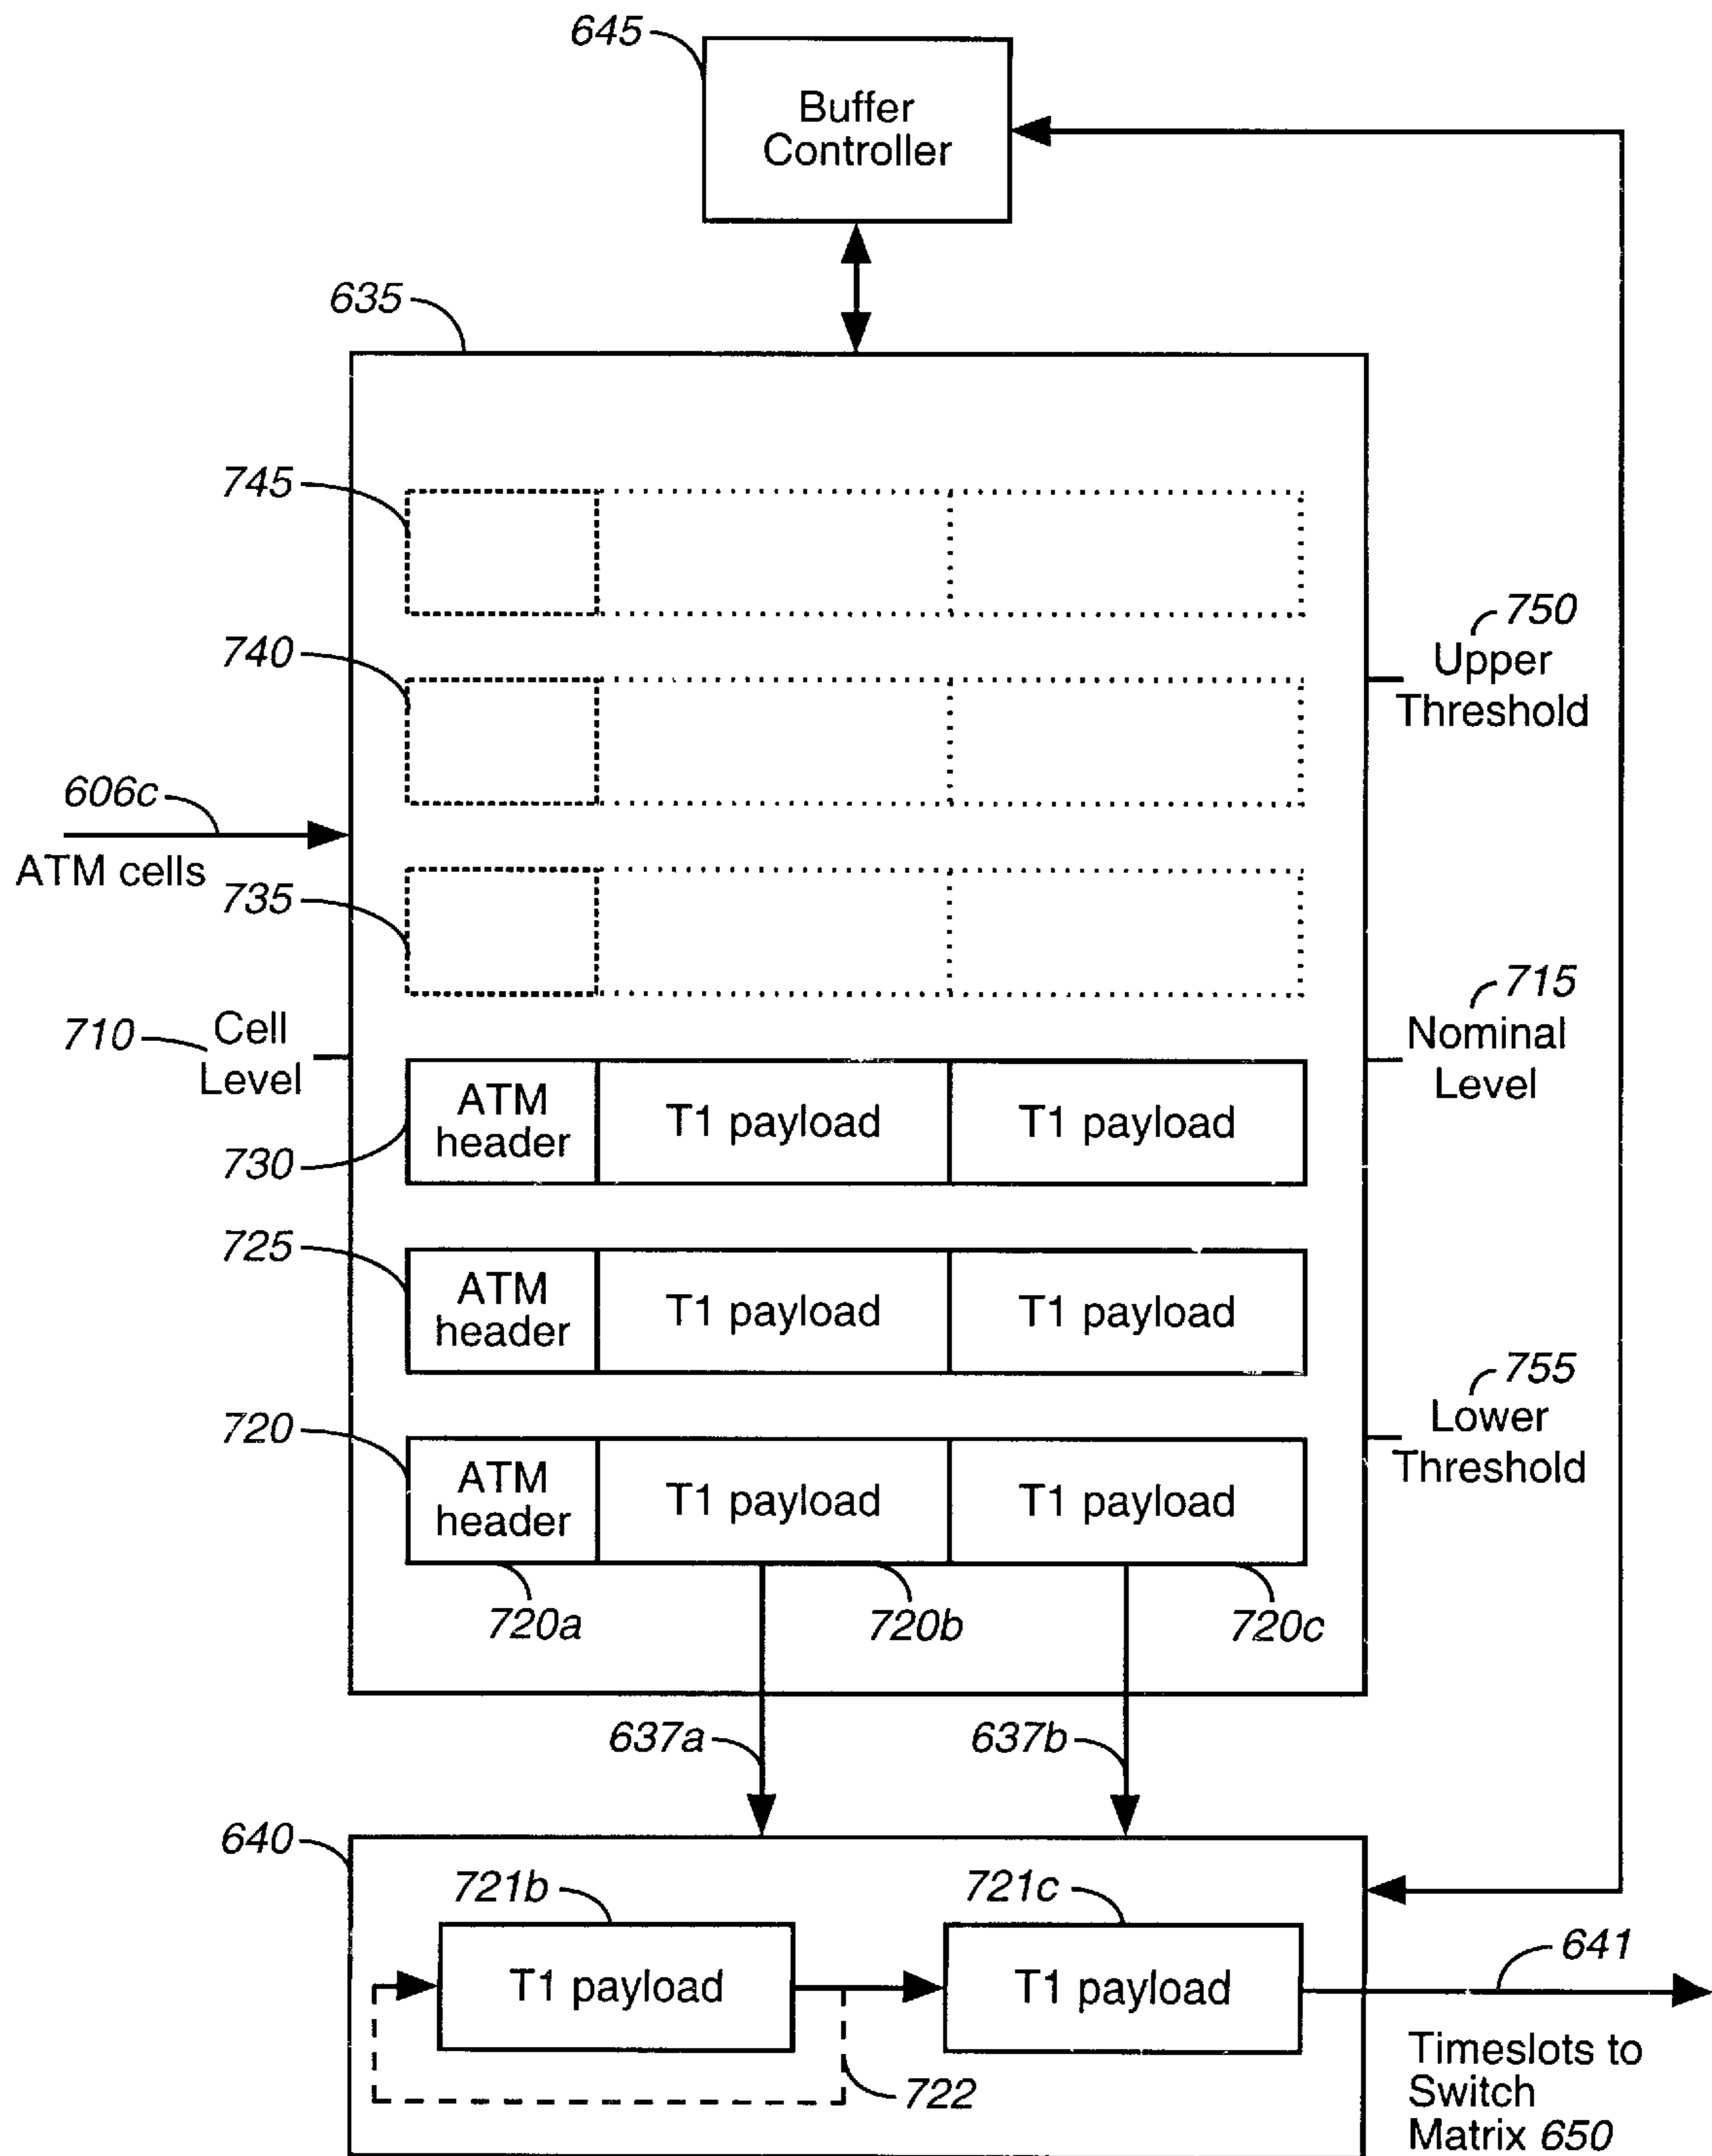 645
Buffer
Controller
635
745
750
Upper
Threshold
740
606c
ATM cells
735
715
Nominal
Level
710
Cell
Level
ATM
header
T1 payload
T1 payload
730
725
ATM
header
T1 payload
T1 payload
755
Lower
Threshold
720
ATM
header
T1 payload
T1 payload
720a
720b
720c
637a
637b
640
721b
721c
T1 payload
T1 payload
641
722
Timeslots to
Switch
Matrix 650